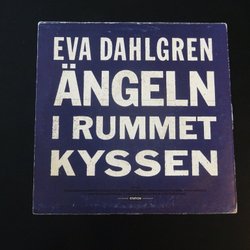 EVA DAHLGREN
ÄNGELN
I RUMMET
KYSSEN